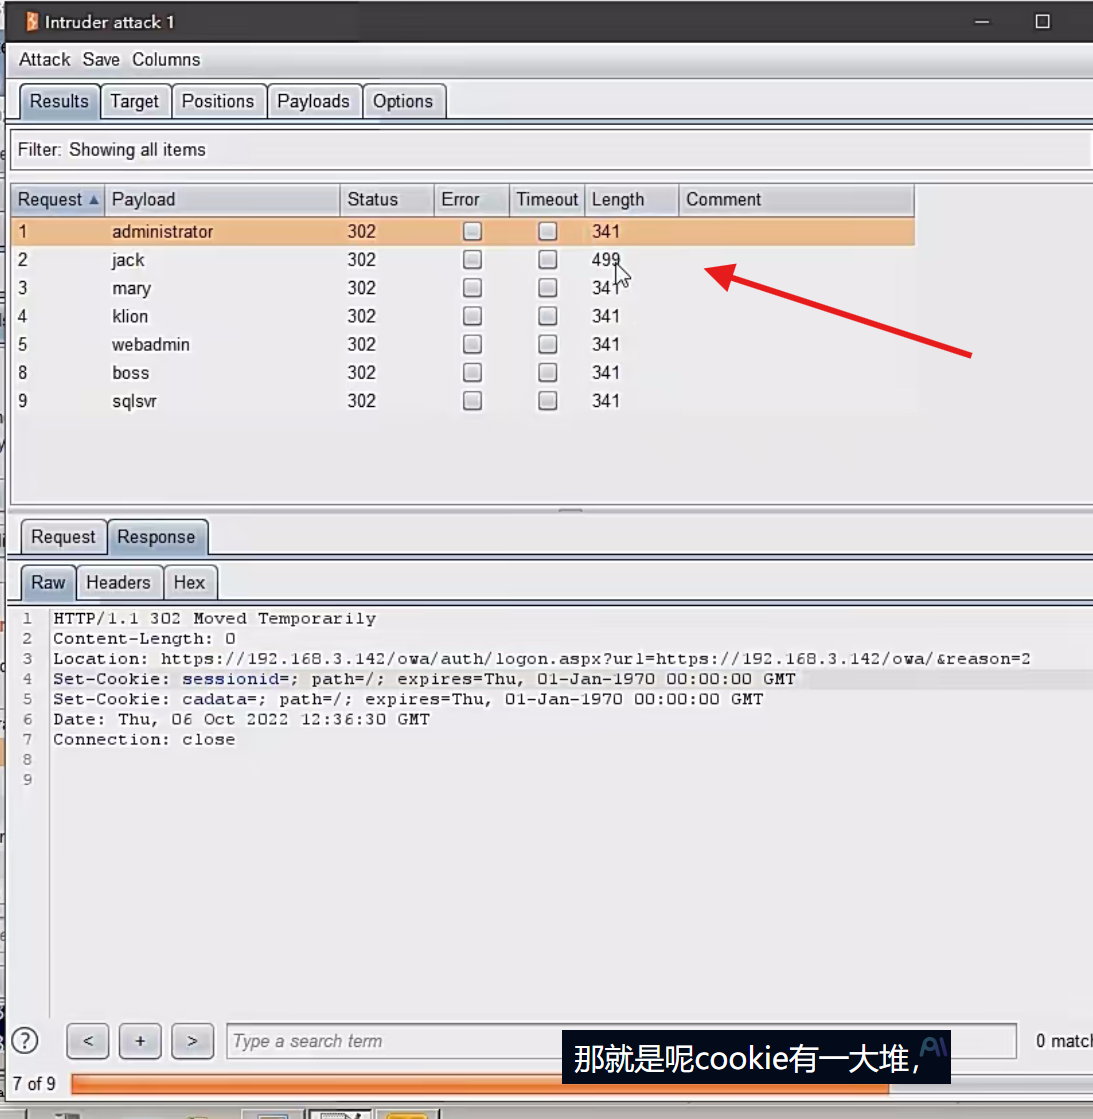 Intruder attack 1
Attack Save Columns
Results Target Positions Payloads Options
Filter: Showing all items
Request Payload Status Error Timeout Length Comment
1 administrator 302 341
2 jack 302 499
3 mary 302 341
4 klion 302 341
5 webadmin 302 341
8 boss 302 341
9 sqlsvr 302 341
Request Response
Raw Headers Hex
1 HTTP/1.1 302 Moved Temporarily
2 Content-Length: 0
3 Location: https://192.168.3.142/owa/auth/logon.aspx?url=https://192.168.3.142/owa/&reason=2
4 Set-Cookie: sessionid=; path=/; expires=Thu, 01-Jan-1970 00:00:00 GMT
5 Set-Cookie: cadata=; path=/; expires=Thu, 01-Jan-1970 00:00:00 GMT
6 Date: Thu, 06 Oct 2022 12:36:30 GMT
7 Connection: close
8
9
? < + > Type a search term 0 match
那就是呢cookie有一大堆，
AI
7 of 9